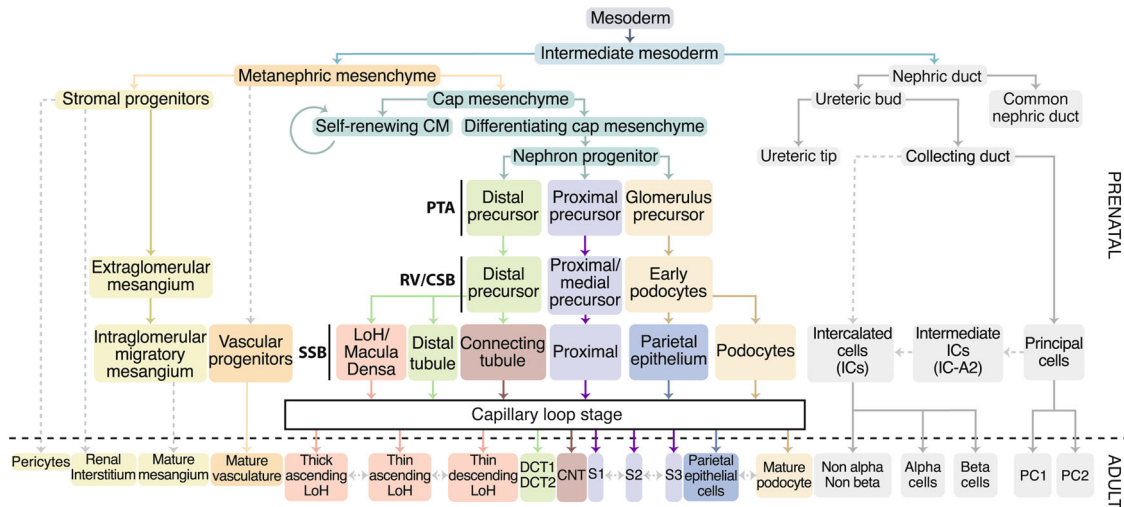 Mesoderm
Intermediate mesoderm
Metanephric mesenchyme
Nephric duct
Stromal progenitors
Cap mesenchyme
Ureteric bud
Common
nephric duct
Self-renewing CM
Differentiating cap mesenchyme
Nephron progenitor
Ureteric tip
Collecting duct
PRENATAL
PTA
Distal
precursor
Proximal
precursor
Glomerulus
precursor
Extraglomerular
mesangium
RV/CSB
Distal
precursor
Proximal/
medial
precursor
Early
podocytes
Intraglomerular
migratory
mesangium
Vascular
progenitors
SSB
LoH/
Macula
Densa
Distal
tubule
Connecting
tubule
Proximal
Parietal
epithelium
Podocytes
Intercalated
cells
(ICs)
Intermediate
ICs
(IC-A2)
Principal
cells
Capillary loop stage
ADULT
Pericytes
Renal
Interstitium
Mature
mesangium
Mature
vasculature
Thick
ascending
LoH
Thin
ascending
LoH
Thin
descending
LoH
DCT1
DCT2
CNT
S1
S2
S3
Parietal
epithelial
cells
Mature
podocyte
Non alpha
Non beta
Alpha
cells
Beta
cells
PC1
PC2